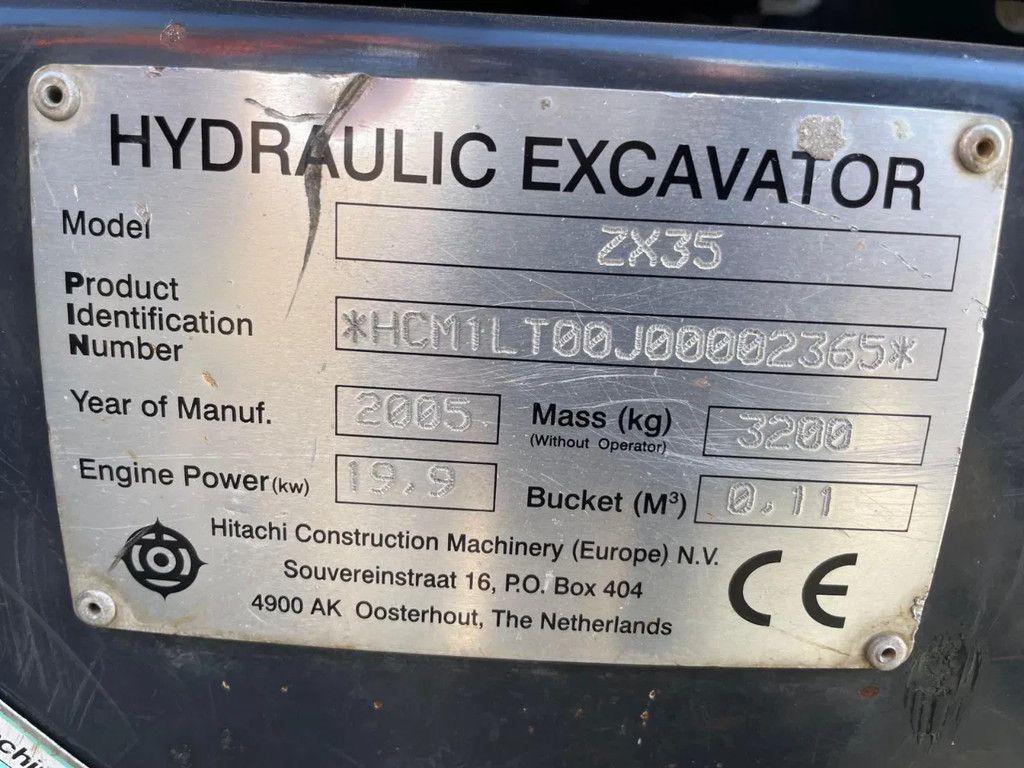 HYDRAULIC EXCAVATOR
Model ZX35
Product
Identification
Number *HCM1LT00J00002365*
Year of Manuf. 2005 Mass (kg) 3200
(Without Operator)
Engine Power (kw) 19,9 Bucket (M³) 0,11
Hitachi Construction Machinery (Europe) N.V.
Souvereinstraat 16, P.O. Box 404
4900 AK Oosterhout, The Netherlands
CE